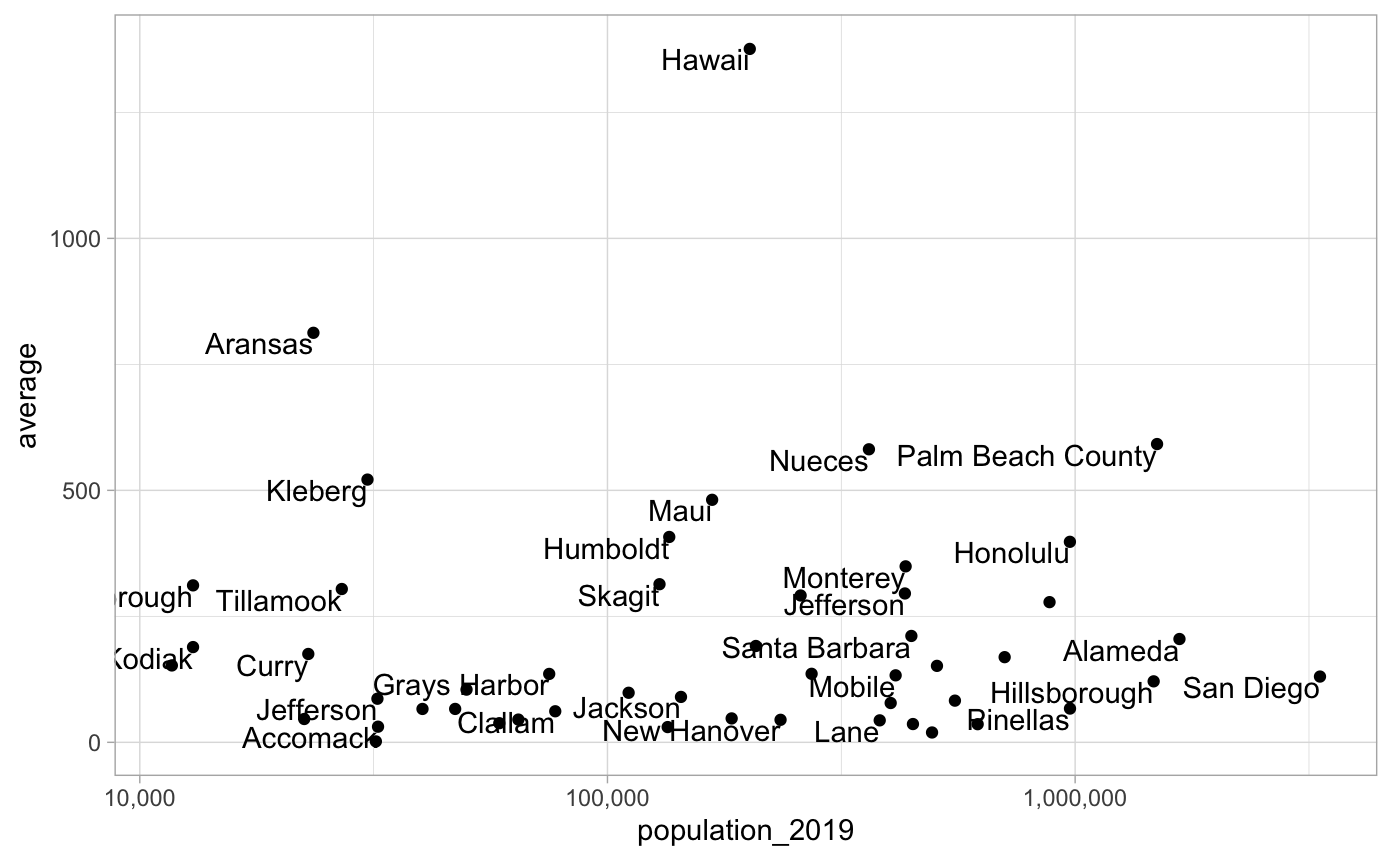 Hawaii
1000
Aransas
Nueces
Palm Beach County
500
Kleberg
Maui
Humboldt
Honolulu
Monterey
rough
Tillamook
Skagit
Jefferson
Santa Barbara
Kodiak
Curry
Alameda
Grays Harbor
Mobile
Hillsborough
San Diego
Jefferson
Jackson
Clallam
Pinellas
Accomack
New Hanover
Lane
0
average
10,000
100,000
1,000,000
population_2019